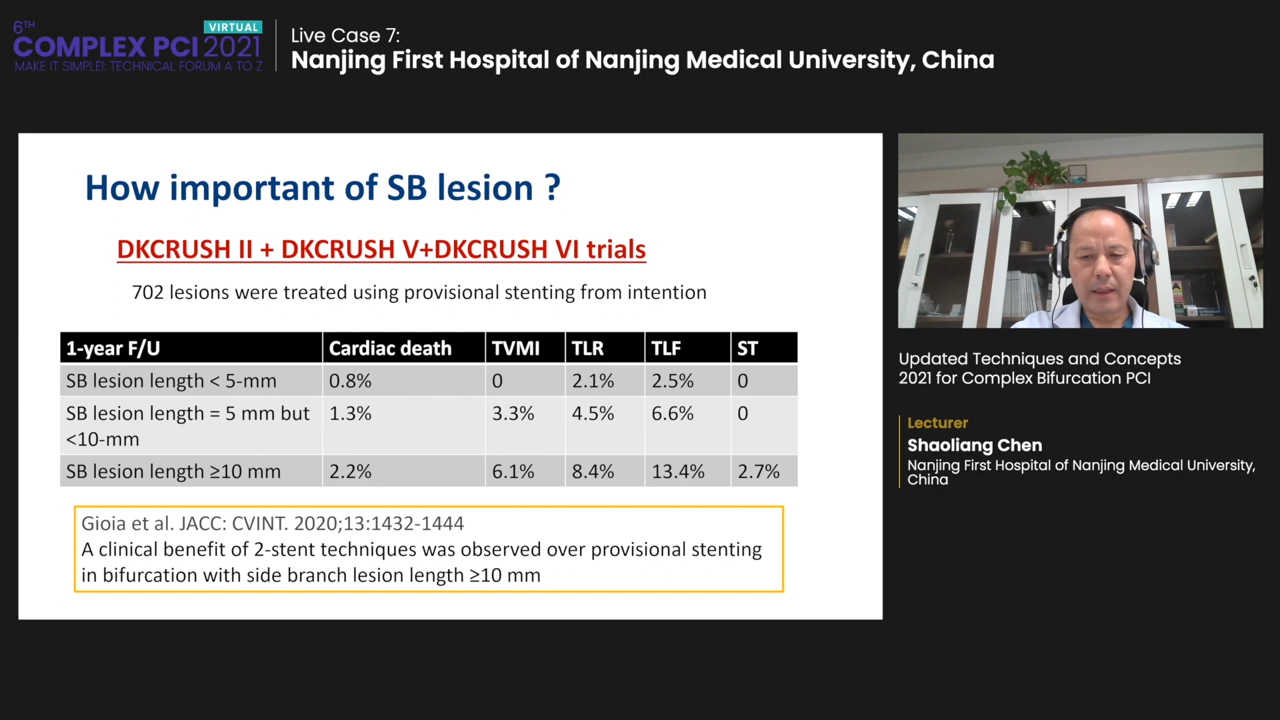 6TH
VIRTUAL
COMPLEX PCI 2021
MAKE IT SIMPLE!: TECHNICAL FORUM A TO Z
Live Case 7:
Nanjing First Hospital of Nanjing Medical University, China
How important of SB lesion ?
DKCRUSH II + DKCRUSH V+DKCRUSH VI trials
702 lesions were treated using provisional stenting from intention
1-year F/U Cardiac death TVMI TLR TLF ST
SB lesion length < 5-mm 0.8% 0 2.1% 2.5% 0
SB lesion length = 5 mm but 1.3% 3.3% 4.5% 6.6% 0
<10-mm
SB lesion length ≥10 mm 2.2% 6.1% 8.4% 13.4% 2.7%
Gioia et al. JACC: CVINT. 2020;13:1432-1444
A clinical benefit of 2-stent techniques was observed over provisional stenting
in bifurcation with side branch lesion length ≥10 mm
Updated Techniques and Concepts
2021 for Complex Bifurcation PCI
Lecturer
Shaoliang Chen
Nanjing First Hospital of Nanjing Medical University,
China